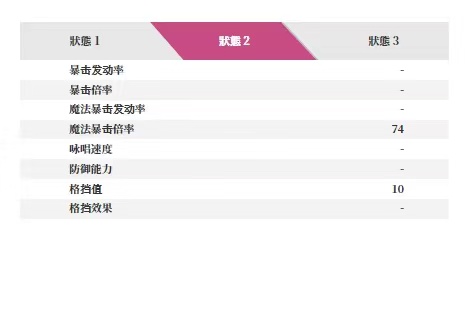 狀態 1 狀態 2 狀態 3
暴击发动率 -
暴击倍率 -
魔法暴击发动率 -
魔法暴击倍率 74
咏唱速度 -
防御能力 -
格挡值 10
格挡效果 -